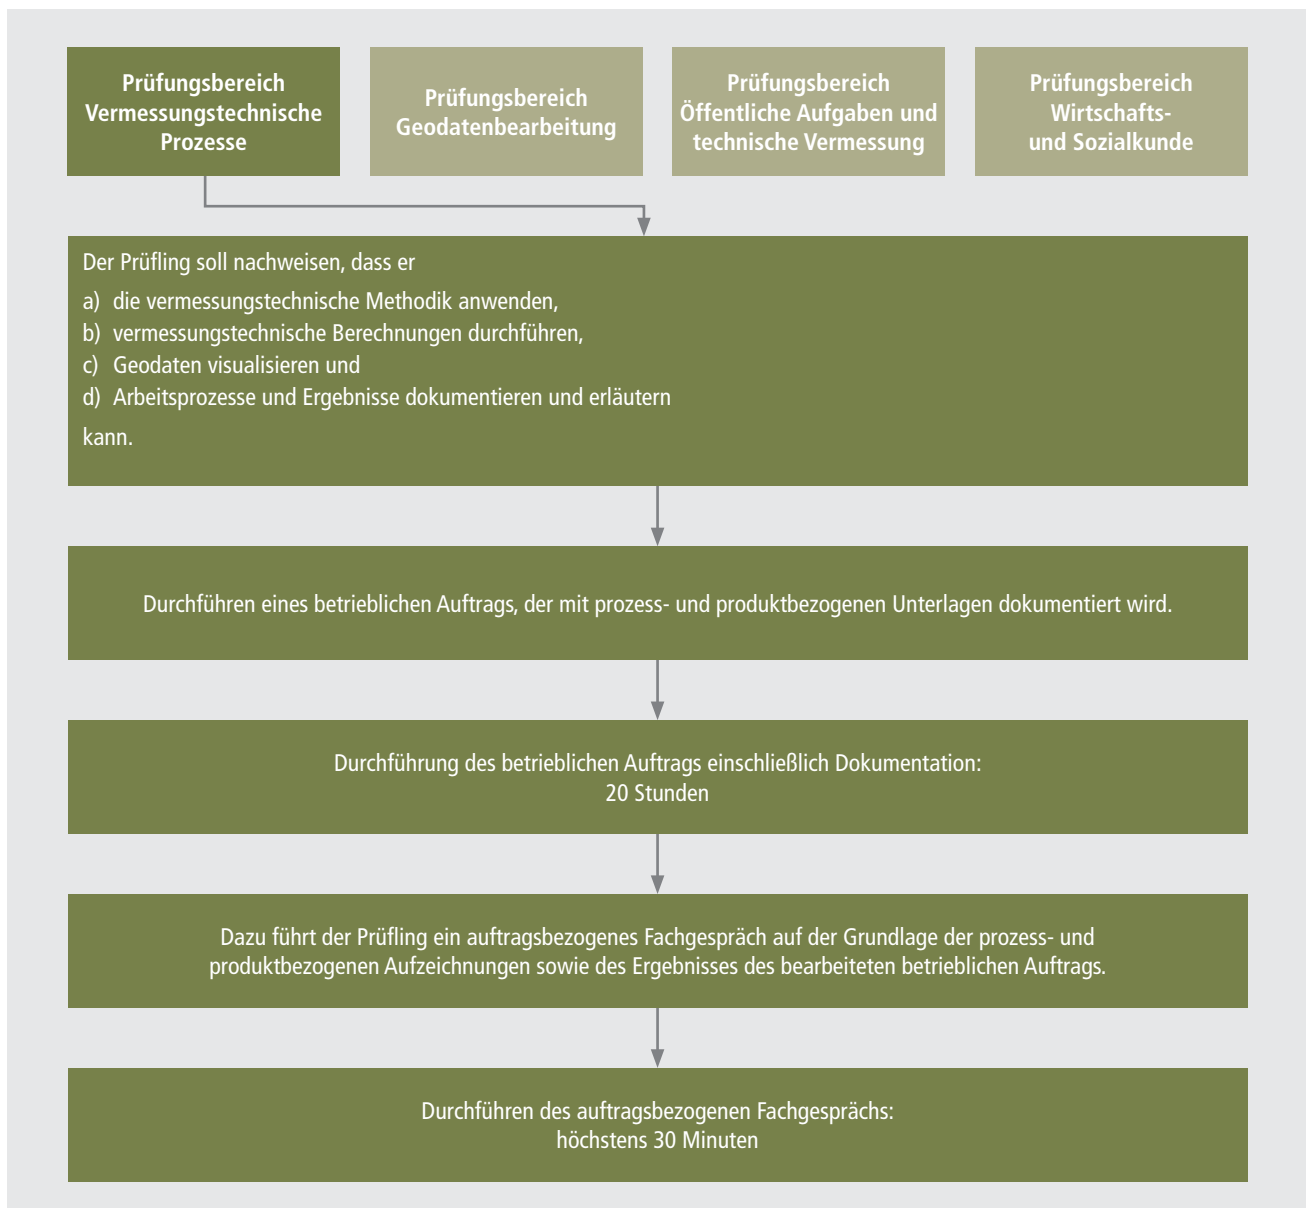 Prüfungsbereich
Vermessungstechnische
Prozesse
Prüfungsbereich
Geodatenbearbeitung
Prüfungsbereich
Öffentliche Aufgaben und
technische Vermessung
Prüfungsbereich
Wirtschafts-
und Sozialkunde
Der Prüfling soll nachweisen, dass er
a) die vermessungstechnische Methodik anwenden,
b) vermessungstechnische Berechnungen durchführen,
c) Geodaten visualisieren und
d) Arbeitsprozesse und Ergebnisse dokumentieren und erläutern
kann.
Durchführen eines betrieblichen Auftrags, der mit prozess- und produktbezogenen Unterlagen dokumentiert wird.
Durchführung des betrieblichen Auftrags einschließlich Dokumentation:
20 Stunden
Dazu führt der Prüfling ein auftragsbezogenes Fachgespräch auf der Grundlage der prozess- und
produktbezogenen Aufzeichnungen sowie des Ergebnisses des bearbeiteten betrieblichen Auftrags.
Durchführen des auftragsbezogenen Fachgesprächs:
höchstens 30 Minuten